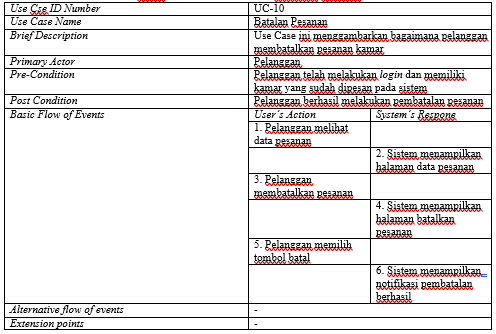 Use Cse ID Number UC-10
Use Case Name Batalan Pesanan
Brief Description Use Case ini menggambarkan bagaimana pelanggan
membatalkan pesanan kamar
Primary Actor Pelanggan
Pre-Condition Pelanggan telah melakukan login dan memiliki
kamar yang sudah dipesan pada sistem
Post Condition Pelanggan berhasil melakukan pembatalan pesanan
Basic Flow of Events User's Action System's Respone
1. Pelanggan melihat
data pesanan
2. Sistem menampilkan
halaman data pesanan
3. Pelanggan
membatalkan pesanan
4. Sistem menampilkan
halaman batalkan
pesanan
5. Pelanggan memilih
tombol batal
6. Sistem menampilkan
notifikasi pembatalan
berhasil
Alternative flow of events -
Extension points -